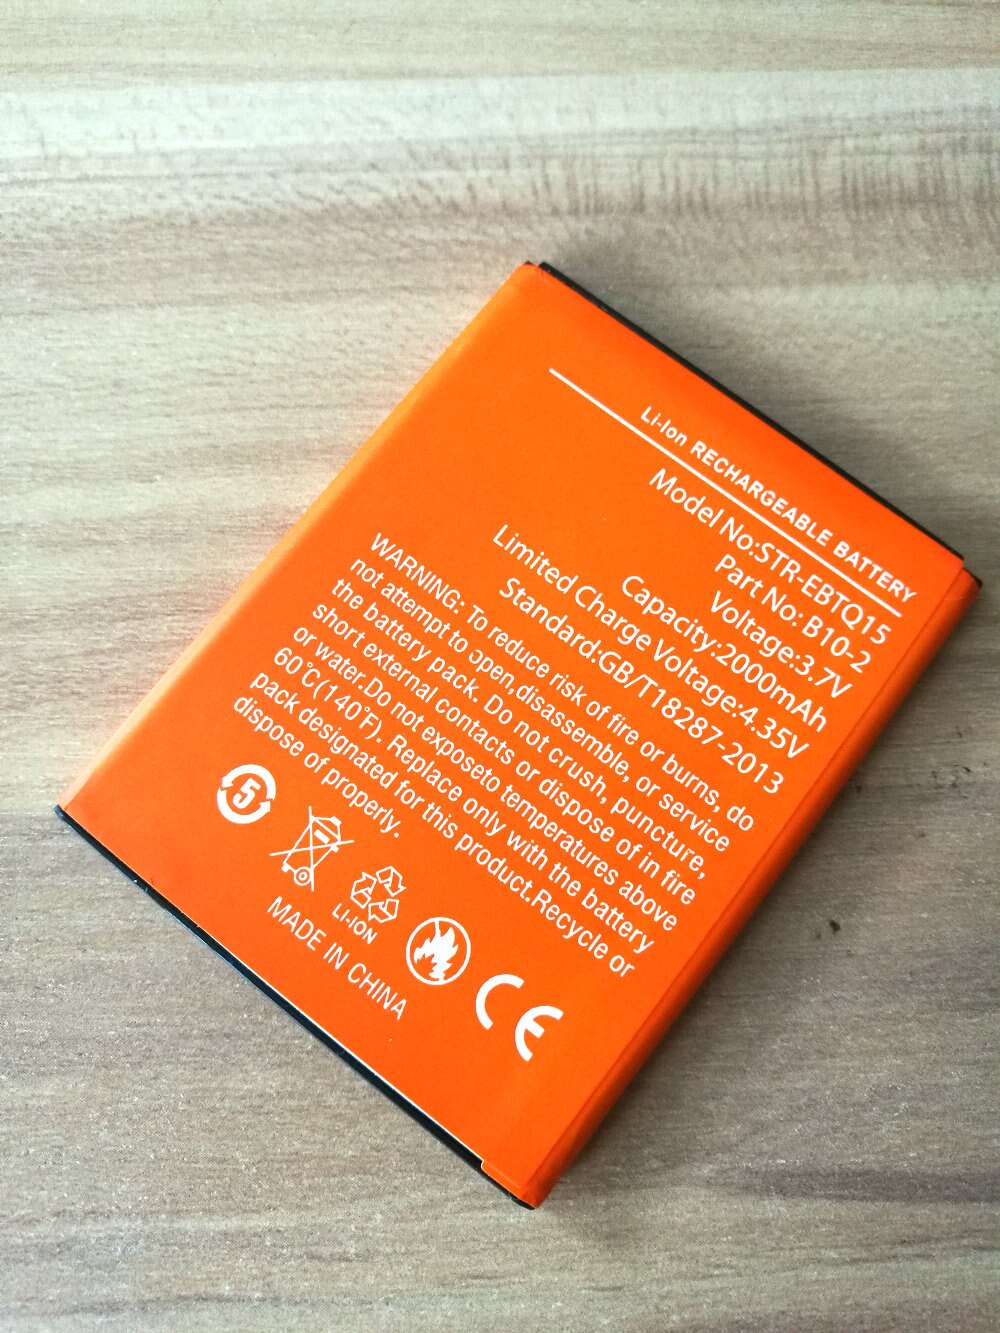 Li-Ion RECHARGEABLE BATTERY
Model No:STR-EBTQ15
Part No: B10-2
Voltage:3.7V
Capacity:2000mAh
Limited Charge Voltage:4.35V
Standard:GB/T18287-2013
WARNING: To reduce risk of fire or burns, do
not attempt to open,disassemble, or service
the battery pack. Do not crush, puncture,
short external contacts or dispose of in fire
or water.Do not exposeto temperatures above
60°C(140°F). Replace only with the battery
pack designated for this product.Recycle or
dispose of properly.
5
LI-ION
CE
MADE IN CHINA